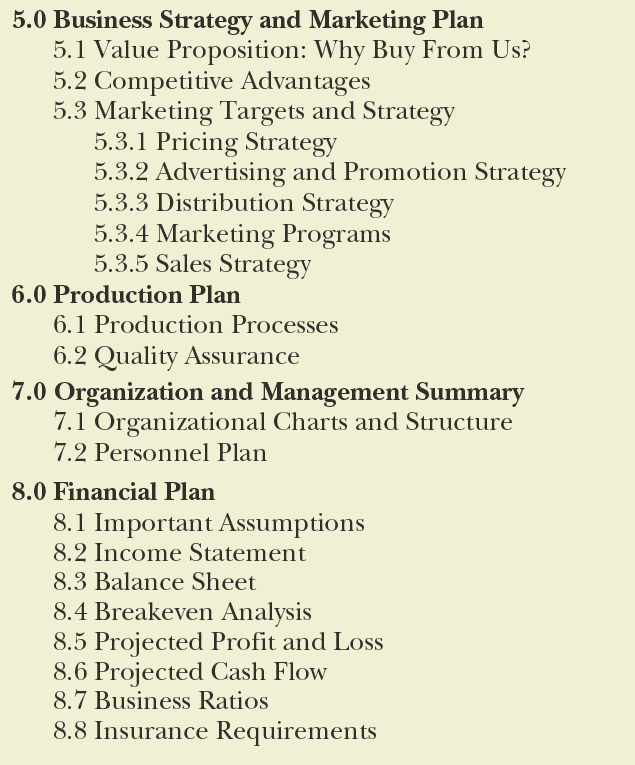 5.0 Business Strategy and Marketing Plan
5.1 Value Proposition: Why Buy From Us?
5.2 Competitive Advantages
5.3 Marketing Targets and Strategy
5.3.1 Pricing Strategy
5.3.2 Advertising and Promotion Strategy
5.3.3 Distribution Strategy
5.3.4 Marketing Programs
5.3.5 Sales Strategy
6.0 Production Plan
6.1 Production Processes
6.2 Quality Assurance
7.0 Organization and Management Summary
7.1 Organizational Charts and Structure
7.2 Personnel Plan
8.0 Financial Plan
8.1 Important Assumptions
8.2 Income Statement
8.3 Balance Sheet
8.4 Breakeven Analysis
8.5 Projected Profit and Loss
8.6 Projected Cash Flow
8.7 Business Ratios
8.8 Insurance Requirements